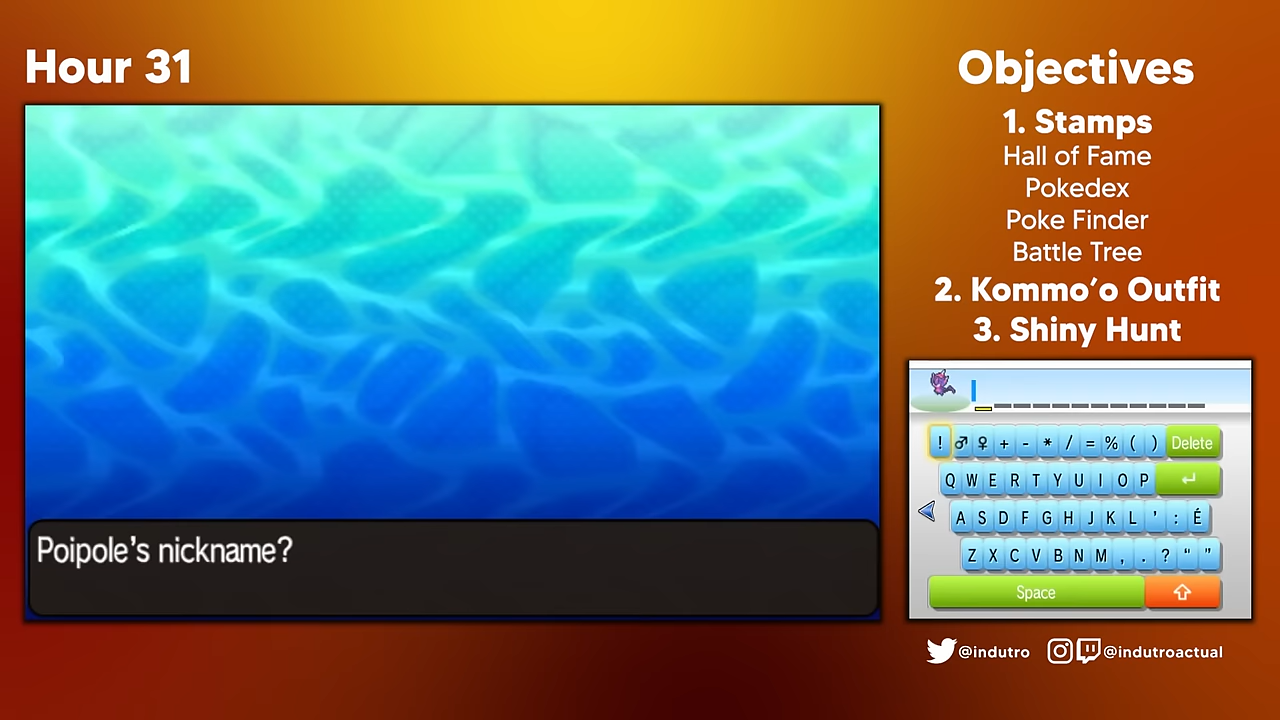 Hour 31
Poipole's nickname?
Objectives
1. Stamps
Hall of Fame
Pokedex
Poke Finder
Battle Tree
2. Kommo'o Outfit
3. Shiny Hunt
! ♂ ♀ + - * / = % ( ) Delete
Q W E R T Y U I O P
A S D F G H J K L ' : É
Z X C V B N M , . ? “ ”
Space
@indutro @indutroactual